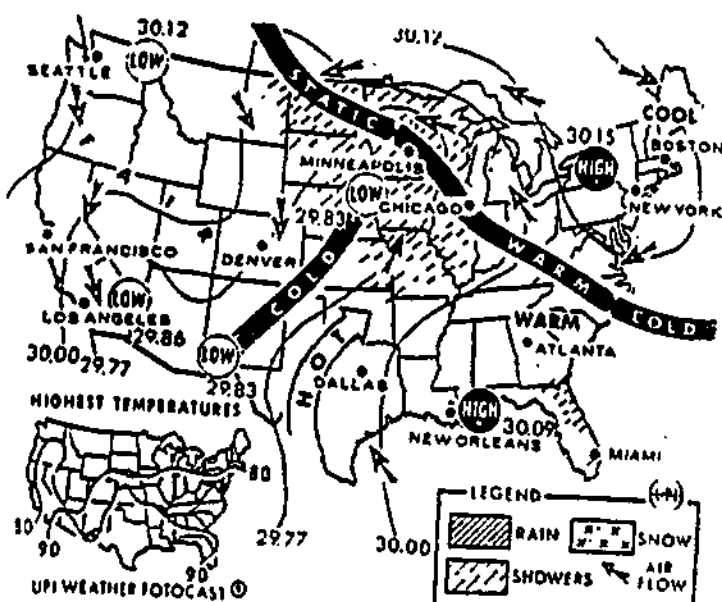 30.12
LOW
SEATTLE
30.12
STATIC
COOL
30.15
BOSTON
HIGH
NEW YORK
MINNEAPOLIS
LOW
CHICAGO
29.83
FAIR
SAN FRANCISCO
DENVER
COLD
WARM
COLD
LOW
LOS ANGELES
29.86
30.00
29.77
LOW
29.83
HOT
DALLAS
WARM
ATLANTA
HIGH
30.09
NEW ORLEANS
MIAMI
HIGHEST TEMPERATURES
80
80
90
90
29.77
30.00
UPI WEATHER FOTOCAST
LEGEND
RAIN
SNOW
SHOWERS
AIR
FLOW